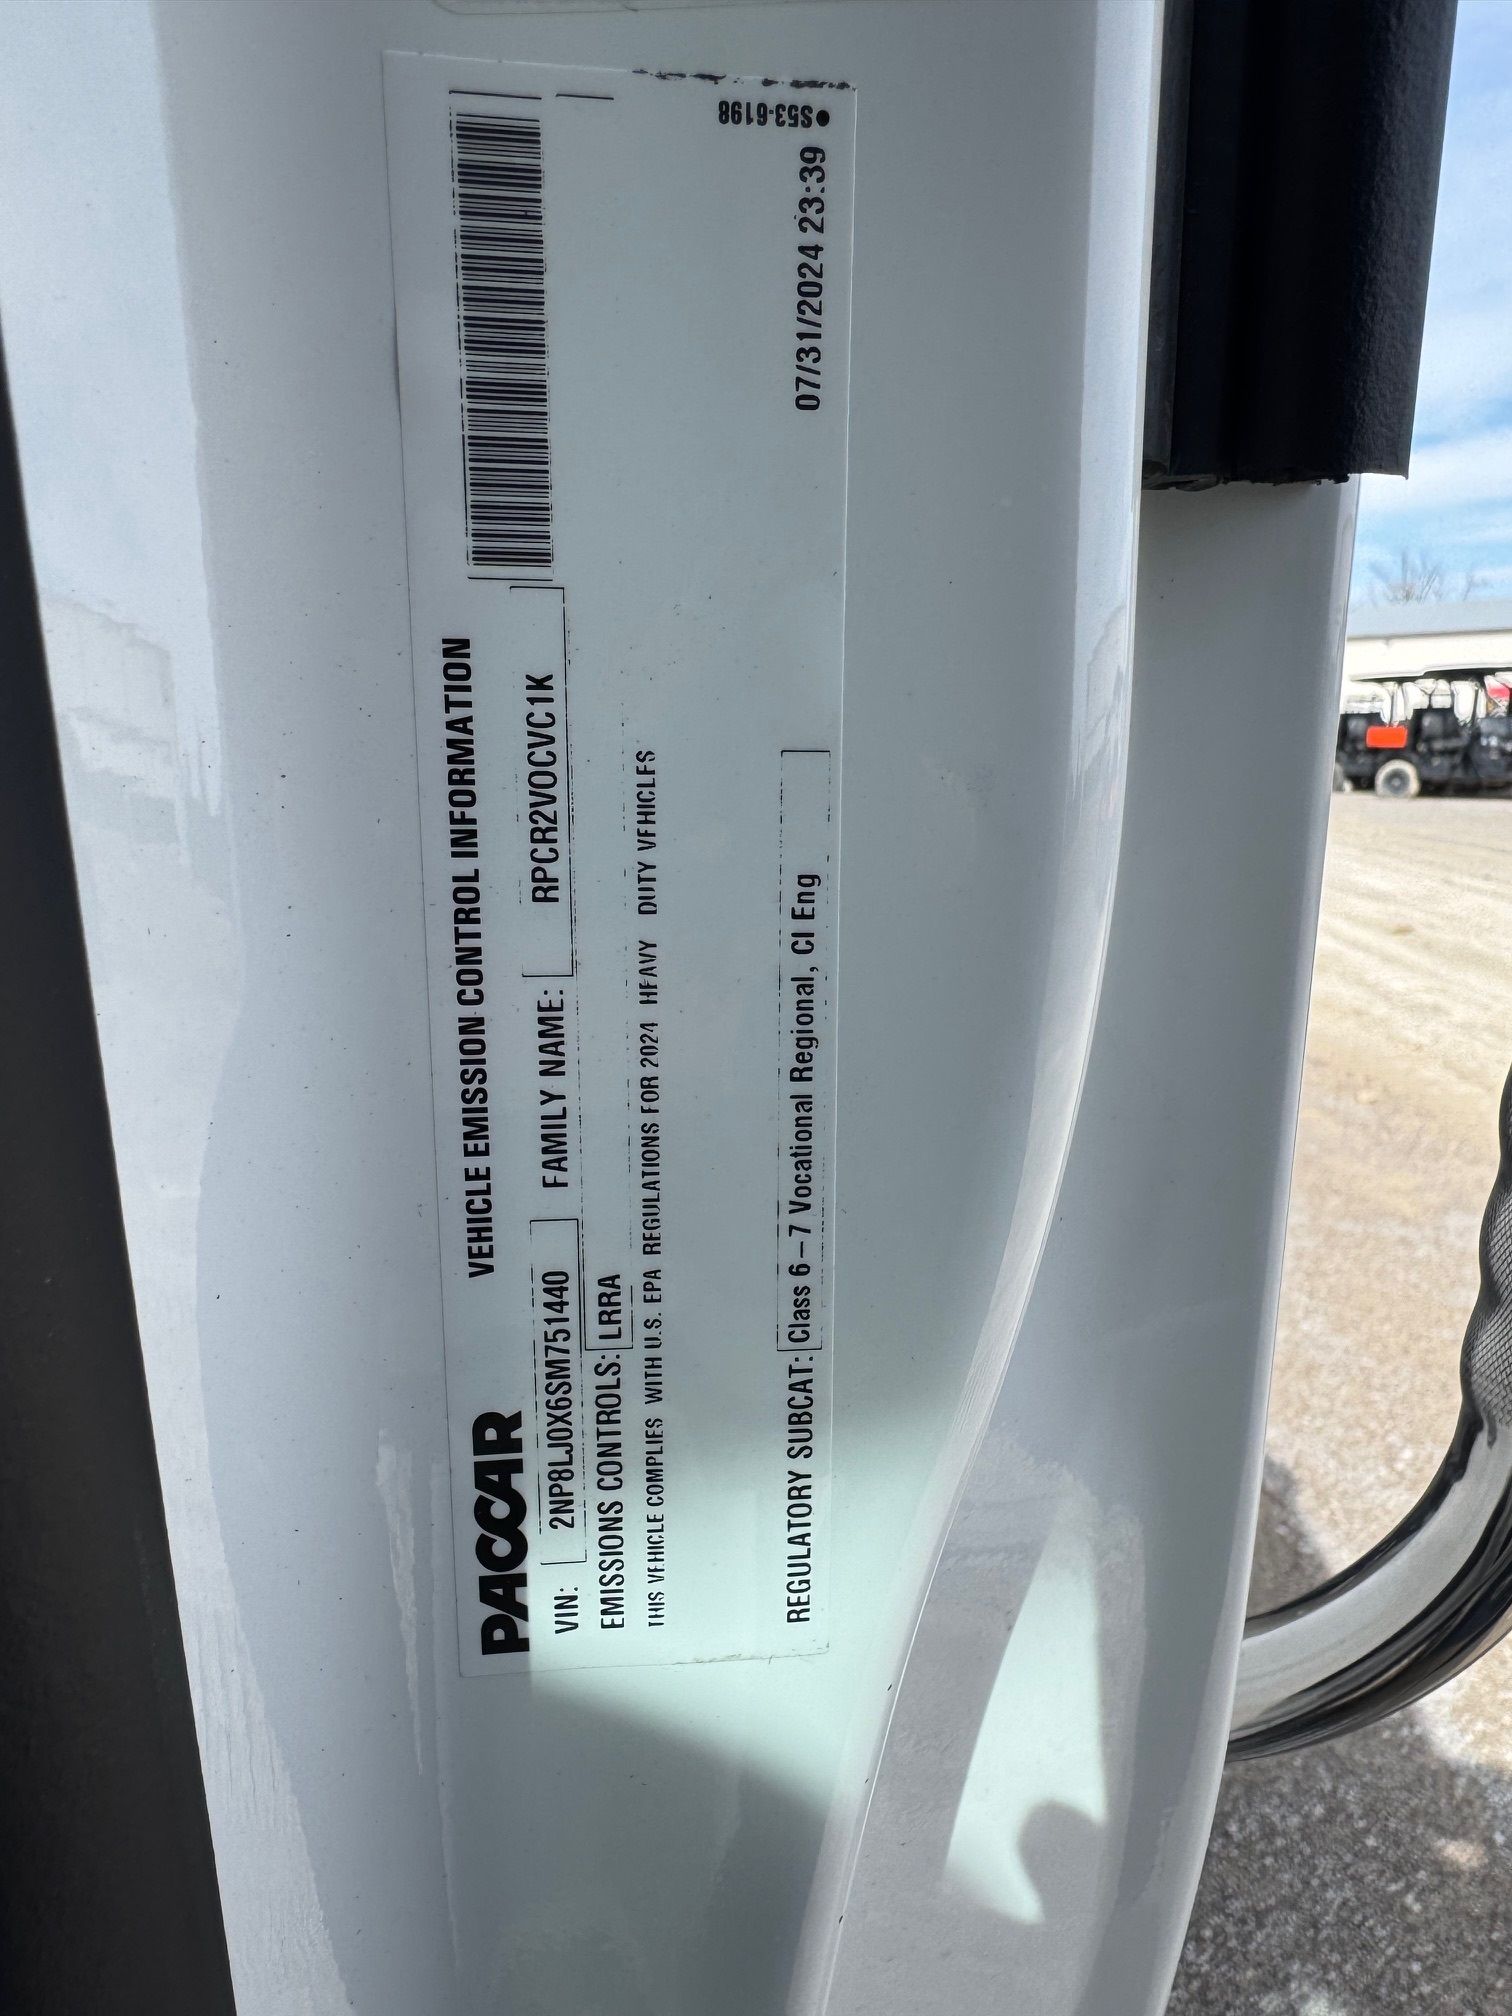 PACCAR
VEHICLE EMISSION CONTROL INFORMATION
VIN: 2NP8LJ0X6SM751440 FAMILY NAME: RPCR2VOCVC1K
EMISSIONS CONTROLS: LRRA
THIS VEHICLE COMPLIES WITH U.S. EPA REGULATIONS FOR 2024 HEAVY DUTY VEHICLES
REGULATORY SUBCAT: Class 6 – 7 Vocational Regional, CI Eng
07/31/2024 23:39
●S53-6198